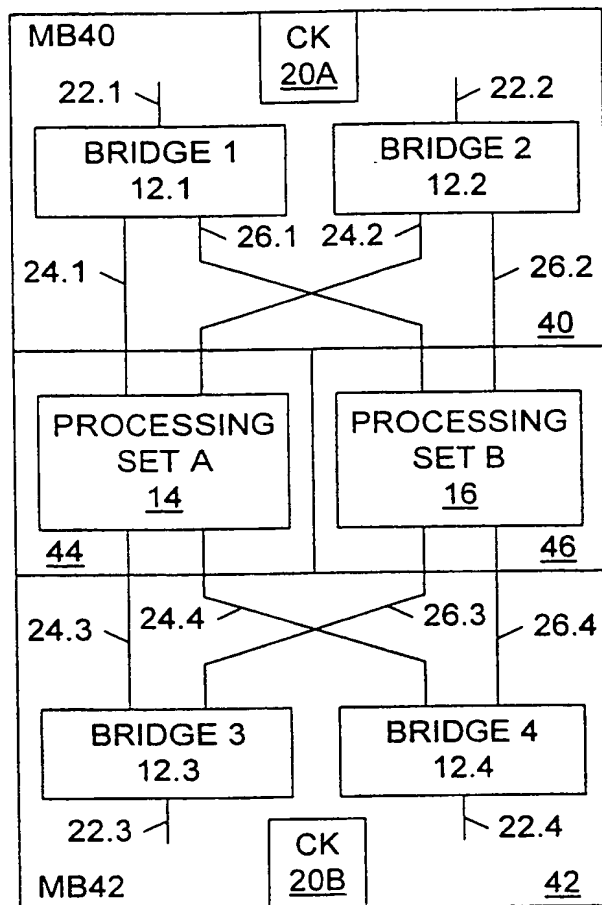 MB40
CK
20A
22.1
22.2
BRIDGE 1
12.1
BRIDGE 2
12.2
26.1
24.2
24.1
26.2
40
PROCESSING
SET A
14
PROCESSING
SET B
16
44
46
24.3
24.4
26.3
26.4
BRIDGE 3
12.3
BRIDGE 4
12.4
22.3
22.4
CK
20B
MB42
42